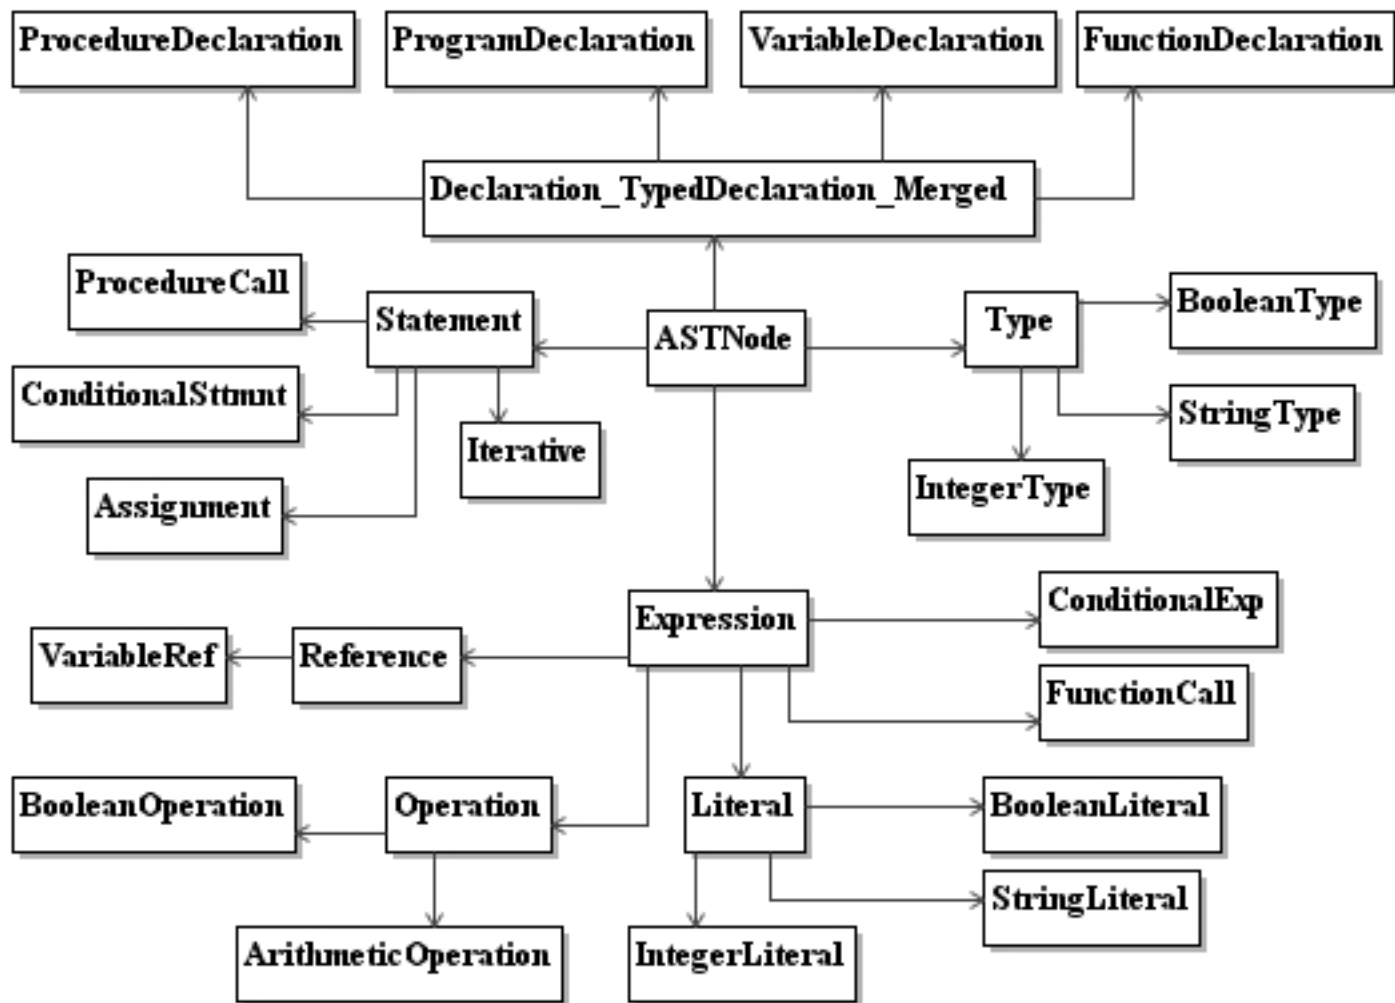 ProcedureDeclaration
ProgramDeclaration
VariableDeclaration
FunctionDeclaration
Declaration_TypedDeclaration_Merged
ProcedureCall
Statement
ASTNode
Type
BooleanType
ConditionalSttmnt
Iterative
StringType
Assignment
IntegerType
VariableRef
Reference
Expression
ConditionalExp
FunctionCall
BooleanOperation
Operation
Literal
BooleanLiteral
StringLiteral
ArithmeticOperation
IntegerLiteral